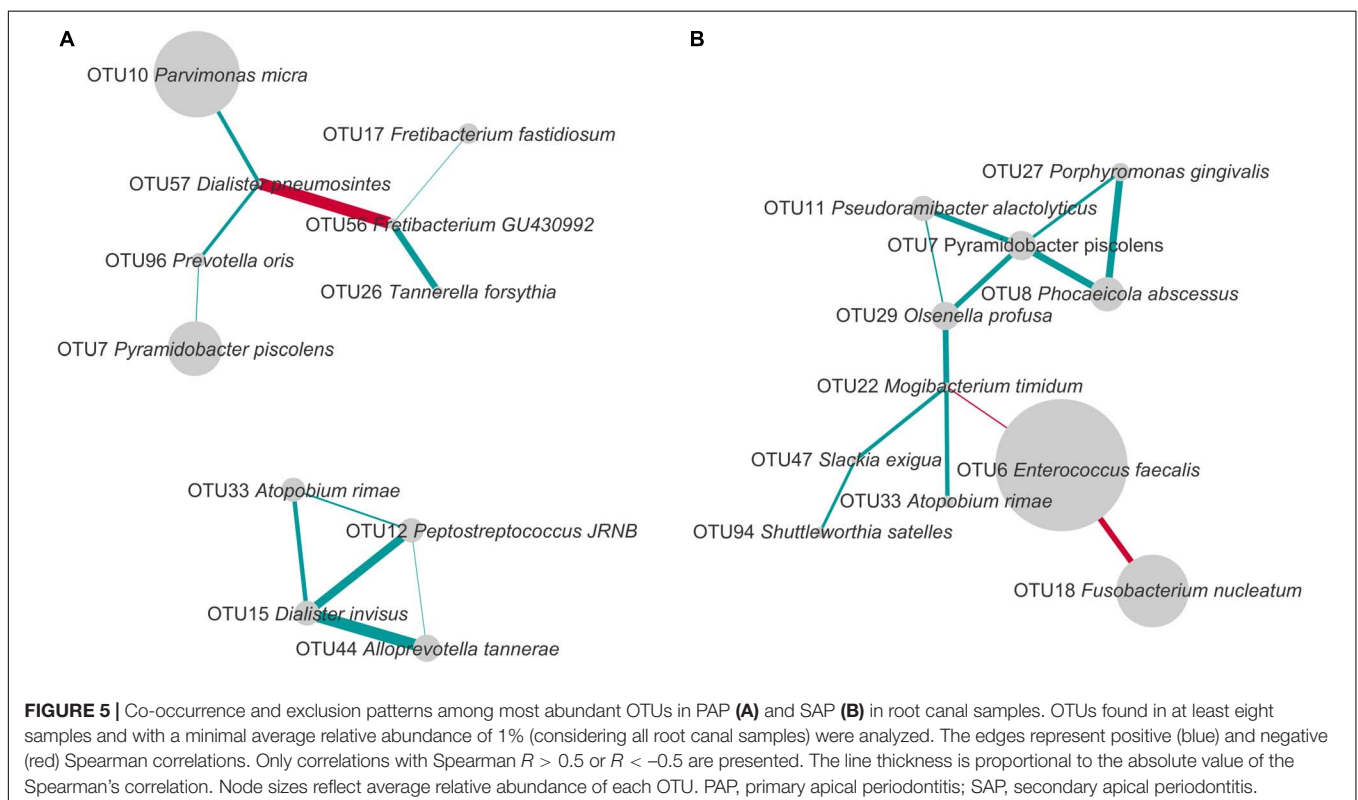 A
OTU10 Parvimonas micra
OTU17 Fretibacterium fastidiosum
OTU57 Dialister pneumosintes
OTU56 Fretibacterium GU430992
OTU96 Prevotella oris
OTU26 Tannerella forsythia
OTU7 Pyramidobacter piscolens
OTU33 Atopobium rimae
OTU12 Peptostreptococcus JRNB
OTU15 Dialister invisus
OTU44 Alloprevotella tannerae
B
OTU27 Porphyromonas gingivalis
OTU11 Pseudoramibacter alactolyticus
OTU7 Pyramidobacter piscolens
OTU8 Phocaeicola abscessus
OTU29 Olsenella profusa
OTU22 Mogibacterium timidum
OTU47 Slackia exigua
OTU6 Enterococcus faecalis
OTU33 Atopobium rimae
OTU94 Shuttleworthia satelles
OTU18 Fusobacterium nucleatum
FIGURE 5 | Co-occurrence and exclusion patterns among most abundant OTUs in PAP (A) and SAP (B) in root canal samples. OTUs found in at least eight
samples and with a minimal average relative abundance of 1% (considering all root canal samples) were analyzed. The edges represent positive (blue) and negative
(red) Spearman correlations. Only correlations with Spearman R > 0.5 or R < –0.5 are presented. The line thickness is proportional to the absolute value of the
Spearman's correlation. Node sizes reflect average relative abundance of each OTU. PAP, primary apical periodontitis; SAP, secondary apical periodontitis.